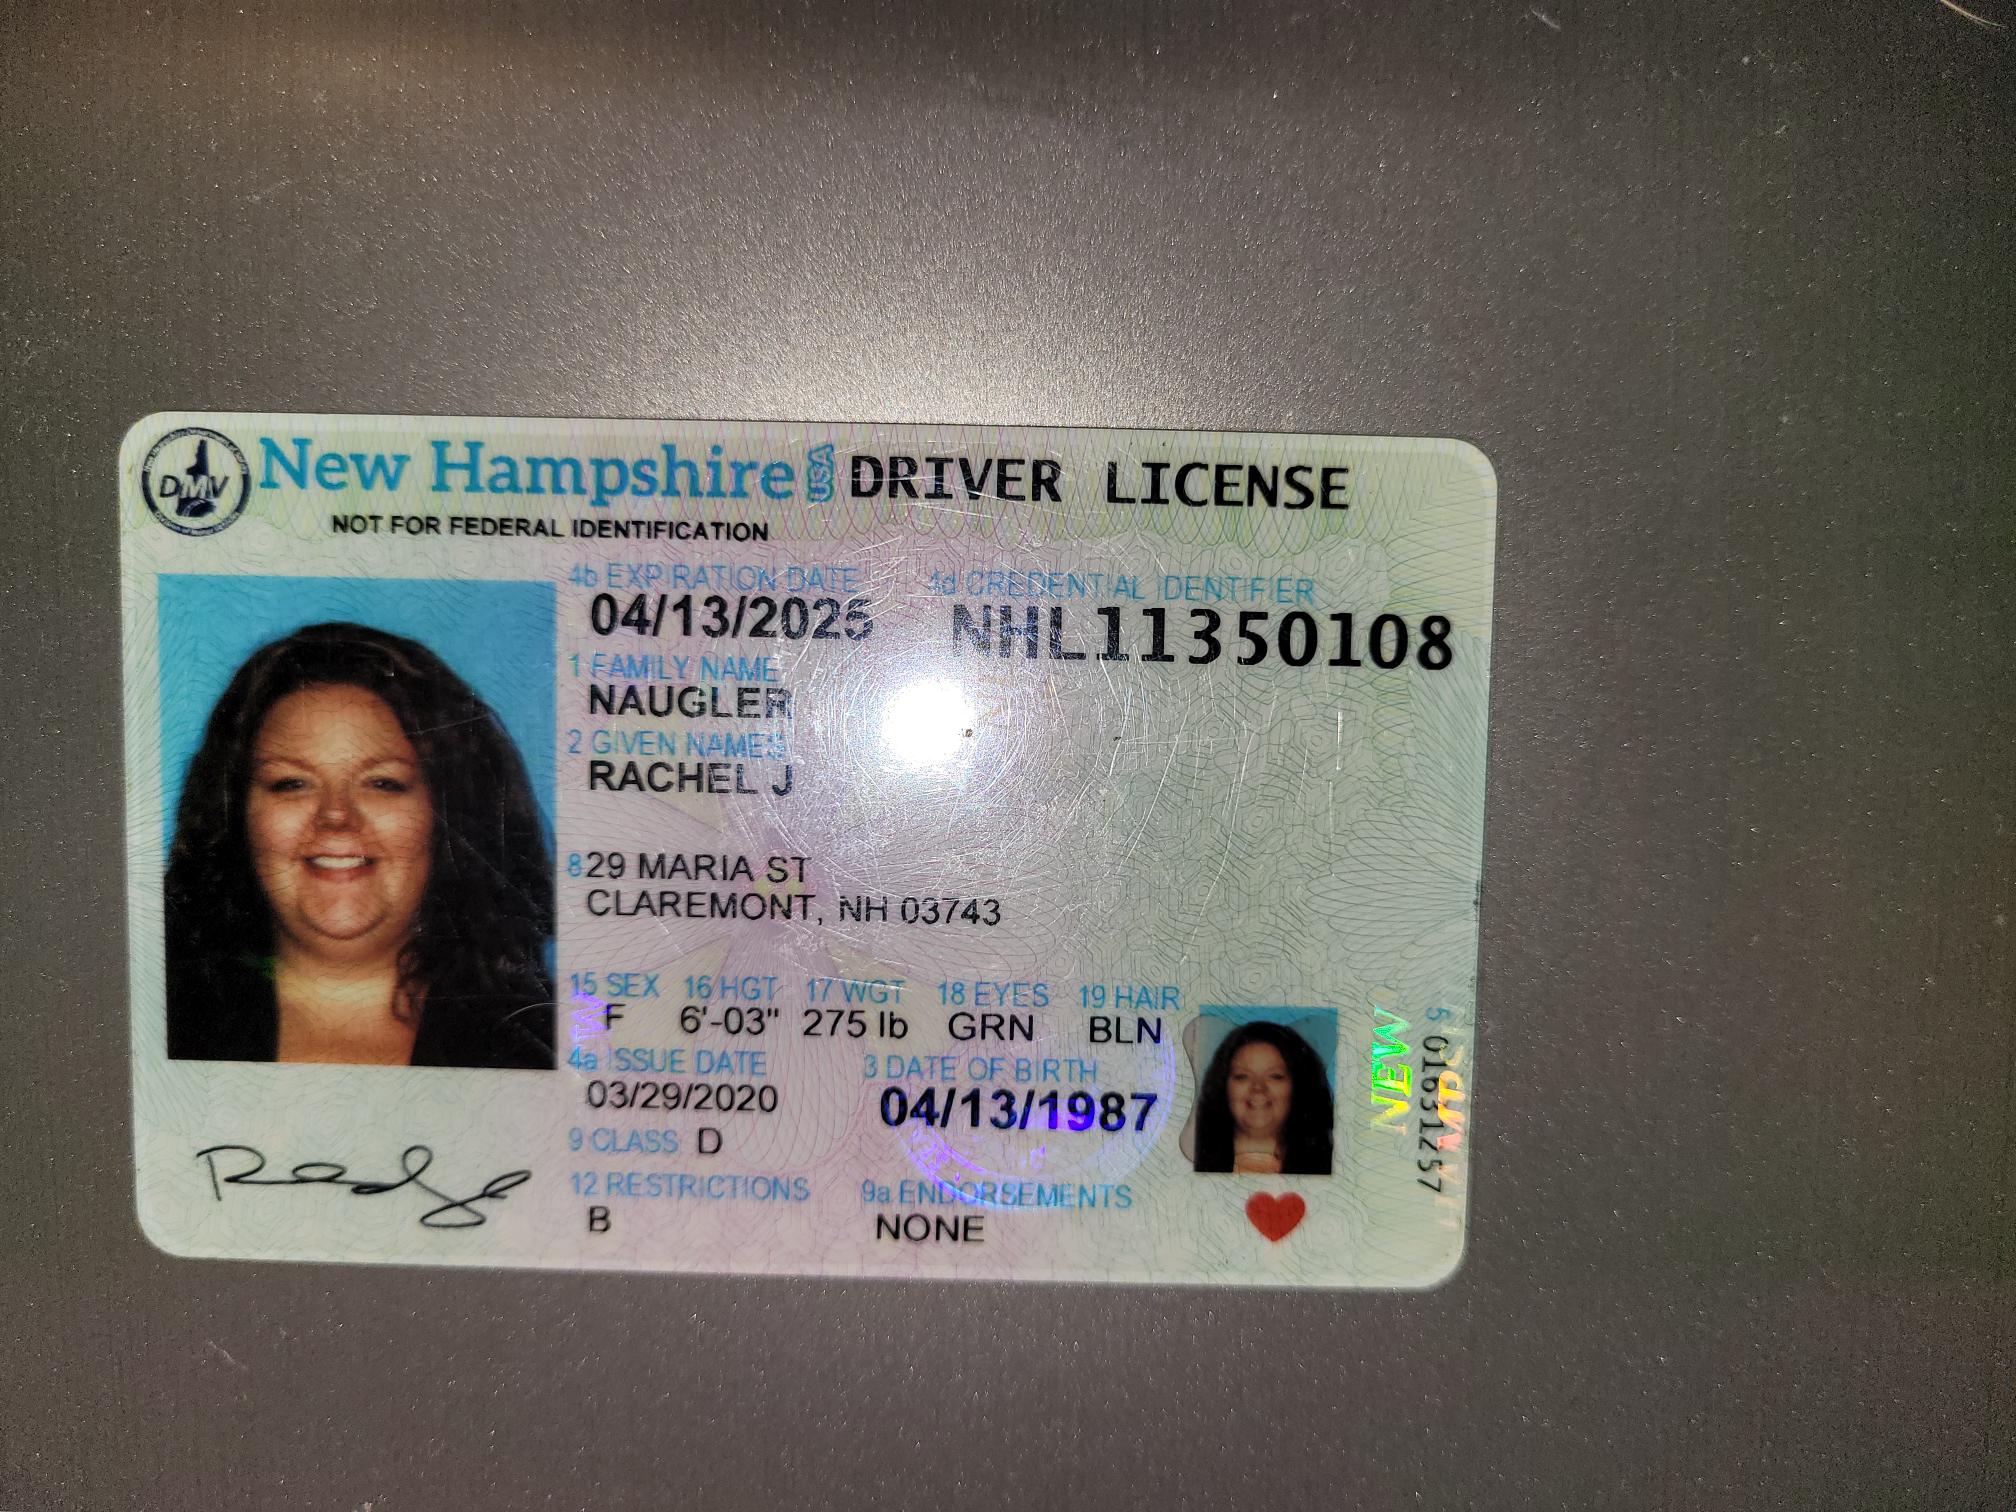 New Hampshire USA DRIVER LICENSE
DMV
NOT FOR FEDERAL IDENTIFICATION
4b EXPIRATION DATE 4d CREDENTIAL IDENTIFIER
04/13/2025 NHL11350108
1 FAMILY NAME
NAUGLER
2 GIVEN NAMES
RACHEL J
8 29 MARIA ST
CLAREMONT, NH 03743
15 SEX 16 HGT 17 WGT 18 EYES 19 HAIR
F 6'-03" 275 lb GRN BLN
4a ISSUE DATE 3 DATE OF BIRTH
03/29/2020 04/13/1987
9 CLASS D
12 RESTRICTIONS 9a ENDORSEMENTS
B NONE
NEW
5 01631257